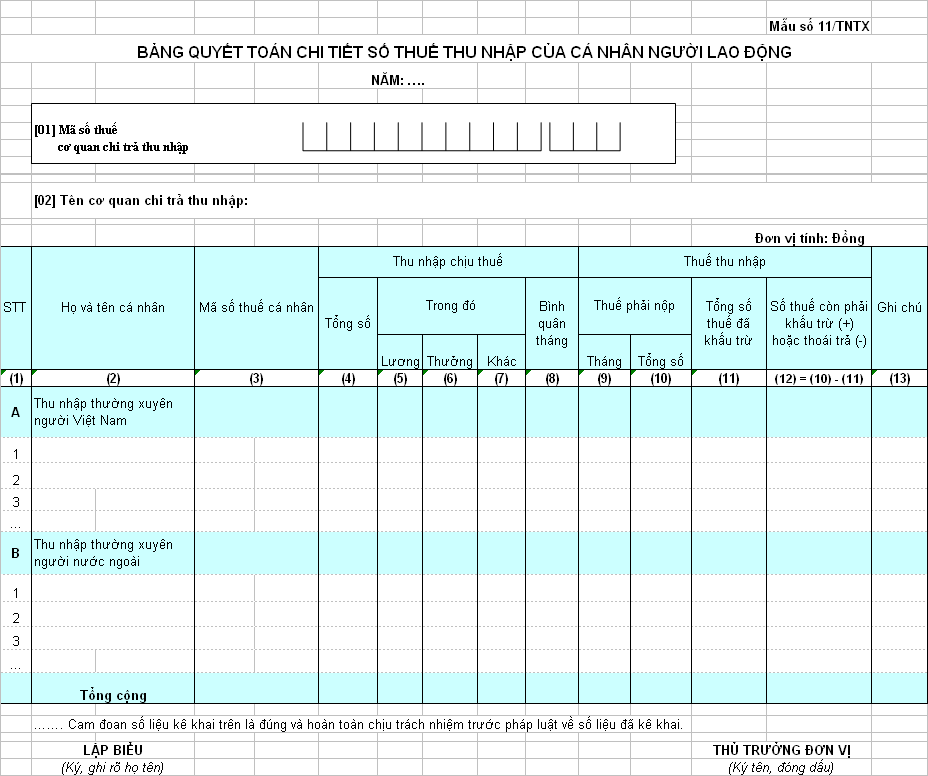 Mẫu số 11/TNTX
BẢNG QUYẾT TOÁN CHI TIẾT SỐ THUẾ THU NHẬP CỦA CÁ NHÂN NGƯỜI LAO ĐỘNG
NĂM: ....
[01] Mã số thuế
cơ quan chi trả thu nhập
[02] Tên cơ quan chi trả thu nhập:
Đơn vị tính: Đồng
STT
Họ và tên cá nhân
Mã số thuế cá nhân
Thu nhập chịu thuế
Tổng số
Trong đó
Lương
Thưởng
Khác
Bình
quân
tháng
Thuế thu nhập
Thuế phải nộp
Tháng
Tổng số
Tổng số
thuế đã
khấu trừ
Số thuế còn phải
khấu trừ (+)
hoặc thoái trả (-)
Ghi chú
(1) (2) (3) (4) (5) (6) (7) (8) (9) (10) (11) (12) = (10) - (11) (13)
A Thu nhập thường xuyên
người Việt Nam
1
2
3
...
B Thu nhập thường xuyên
người nước ngoài
1
2
3
...
Tổng cộng
....... Cam đoan số liệu kê khai trên là đúng và hoàn toàn chịu trách nhiệm trước pháp luật về số liệu đã kê khai.
LẬP BIỂU THỦ TRƯỞNG ĐƠN VỊ
(Ký, ghi rõ họ tên) (Ký tên, đóng dấu)